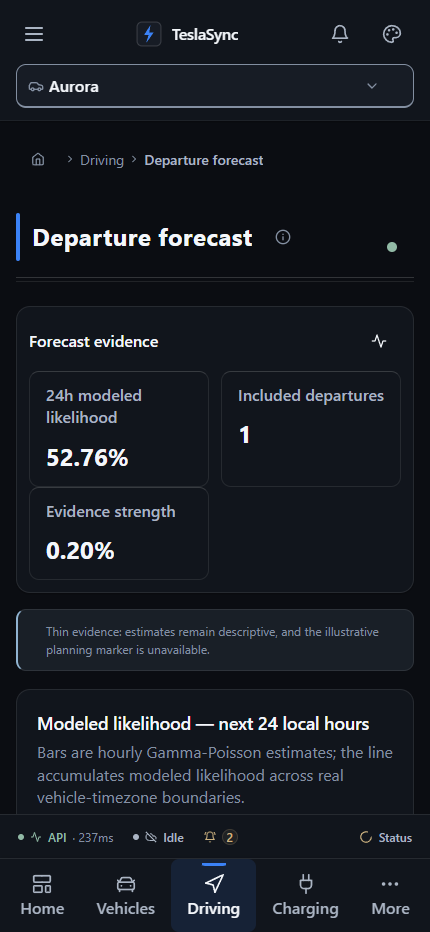 TeslaSync
Aurora
Driving
Departure forecast
Departure forecast
Forecast evidence
24h modeled
likelihood
52.76%
Included departures
1
Evidence strength
0.20%
Thin evidence: estimates remain descriptive, and the illustrative
planning marker is unavailable.
Modeled likelihood — next 24 local hours
Bars are hourly Gamma-Poisson estimates; the line
accumulates modeled likelihood across real
vehicle-timezone boundaries.
API · 237ms
Idle
2
Status
Home
Vehicles
Driving
Charging
More